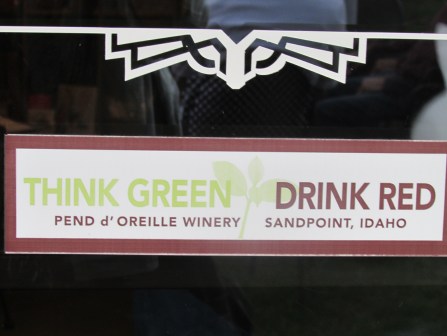 THINK GREEN DRINK RED
PEND d'OREILLE WINERY SANDPOINT, IDAHO